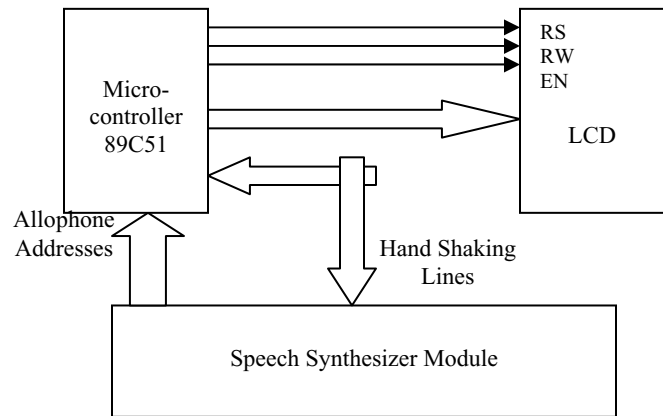 RS
RW
EN
Micro-
controller
89C51
LCD
Allophone
Addresses
Hand Shaking
Lines
Speech Synthesizer Module